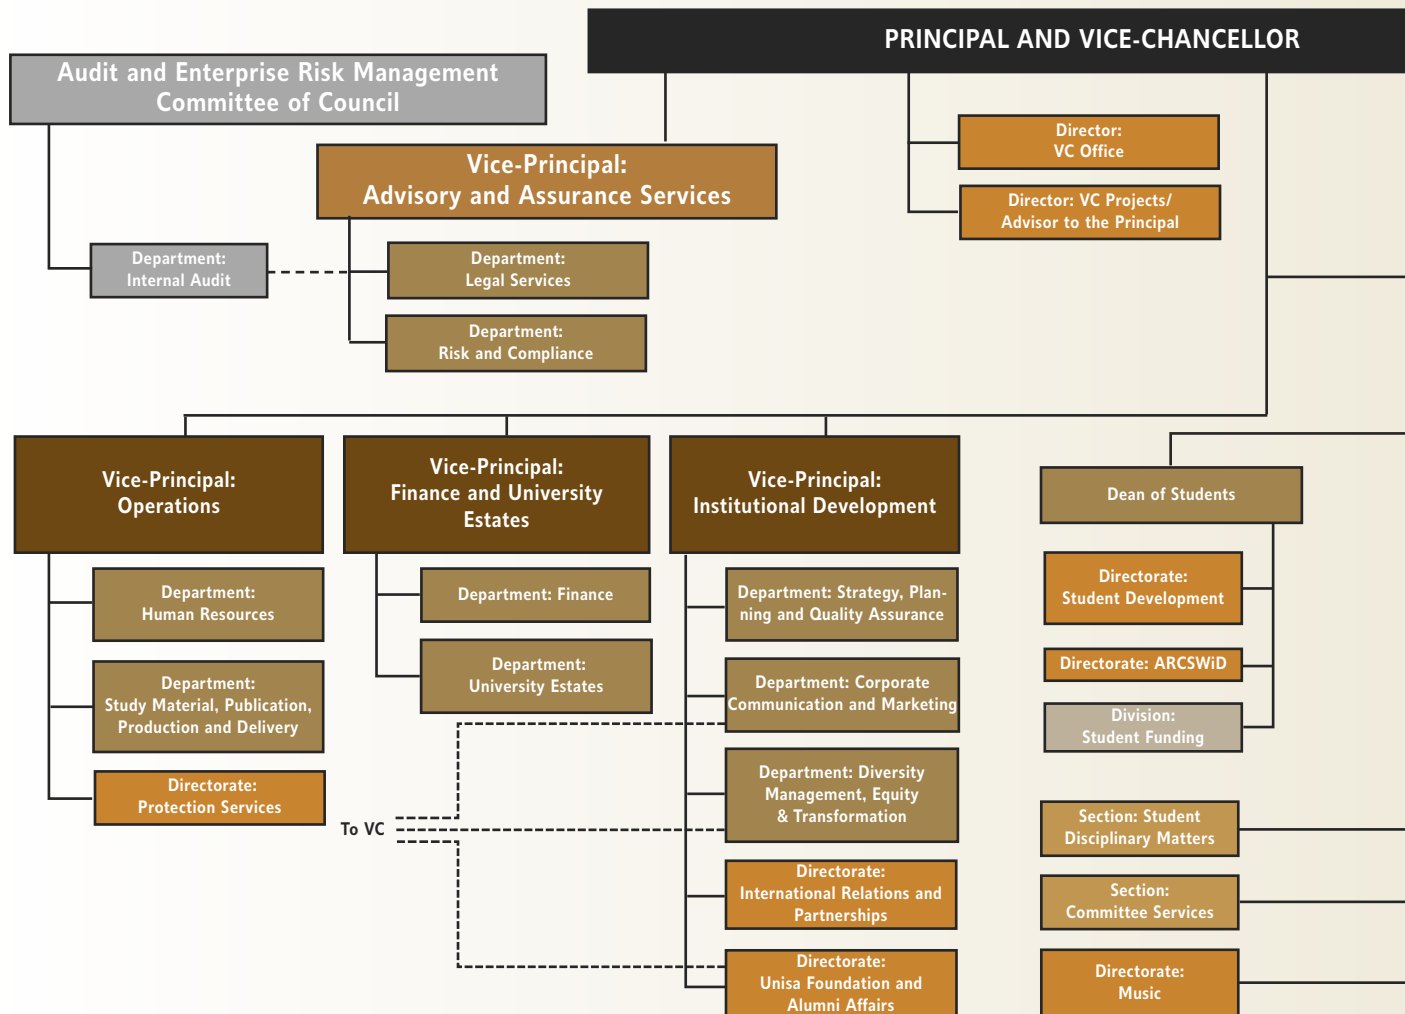 PRINCIPAL AND VICE-CHANCELLOR
Audit and Enterprise Risk Management
Committee of Council
Director:
VC Office
Vice-Principal:
Advisory and Assurance Services
Director: VC Projects/
Advisor to the Principal
Department:
Internal Audit
Department:
Legal Services
Department:
Risk and Compliance
Vice-Principal:
Operations
Vice-Principal:
Finance and University
Estates
Vice-Principal:
Institutional Development
Dean of Students
Department:
Human Resources
Department:
Study Material, Publication,
Production and Delivery
Directorate:
Protection Services
Department: Finance
Department:
University Estates
To VC
Department: Strategy, Plan-
ning and Quality Assurance
Department: Corporate
Communication and Marketing
Department: Diversity
Management, Equity
& Transformation
Directorate:
International Relations and
Partnerships
Directorate:
Unisa Foundation and
Alumni Affairs
Directorate:
Student Development
Directorate: ARCSWiD
Division:
Student Funding
Section: Student
Disciplinary Matters
Section:
Committee Services
Directorate:
Music